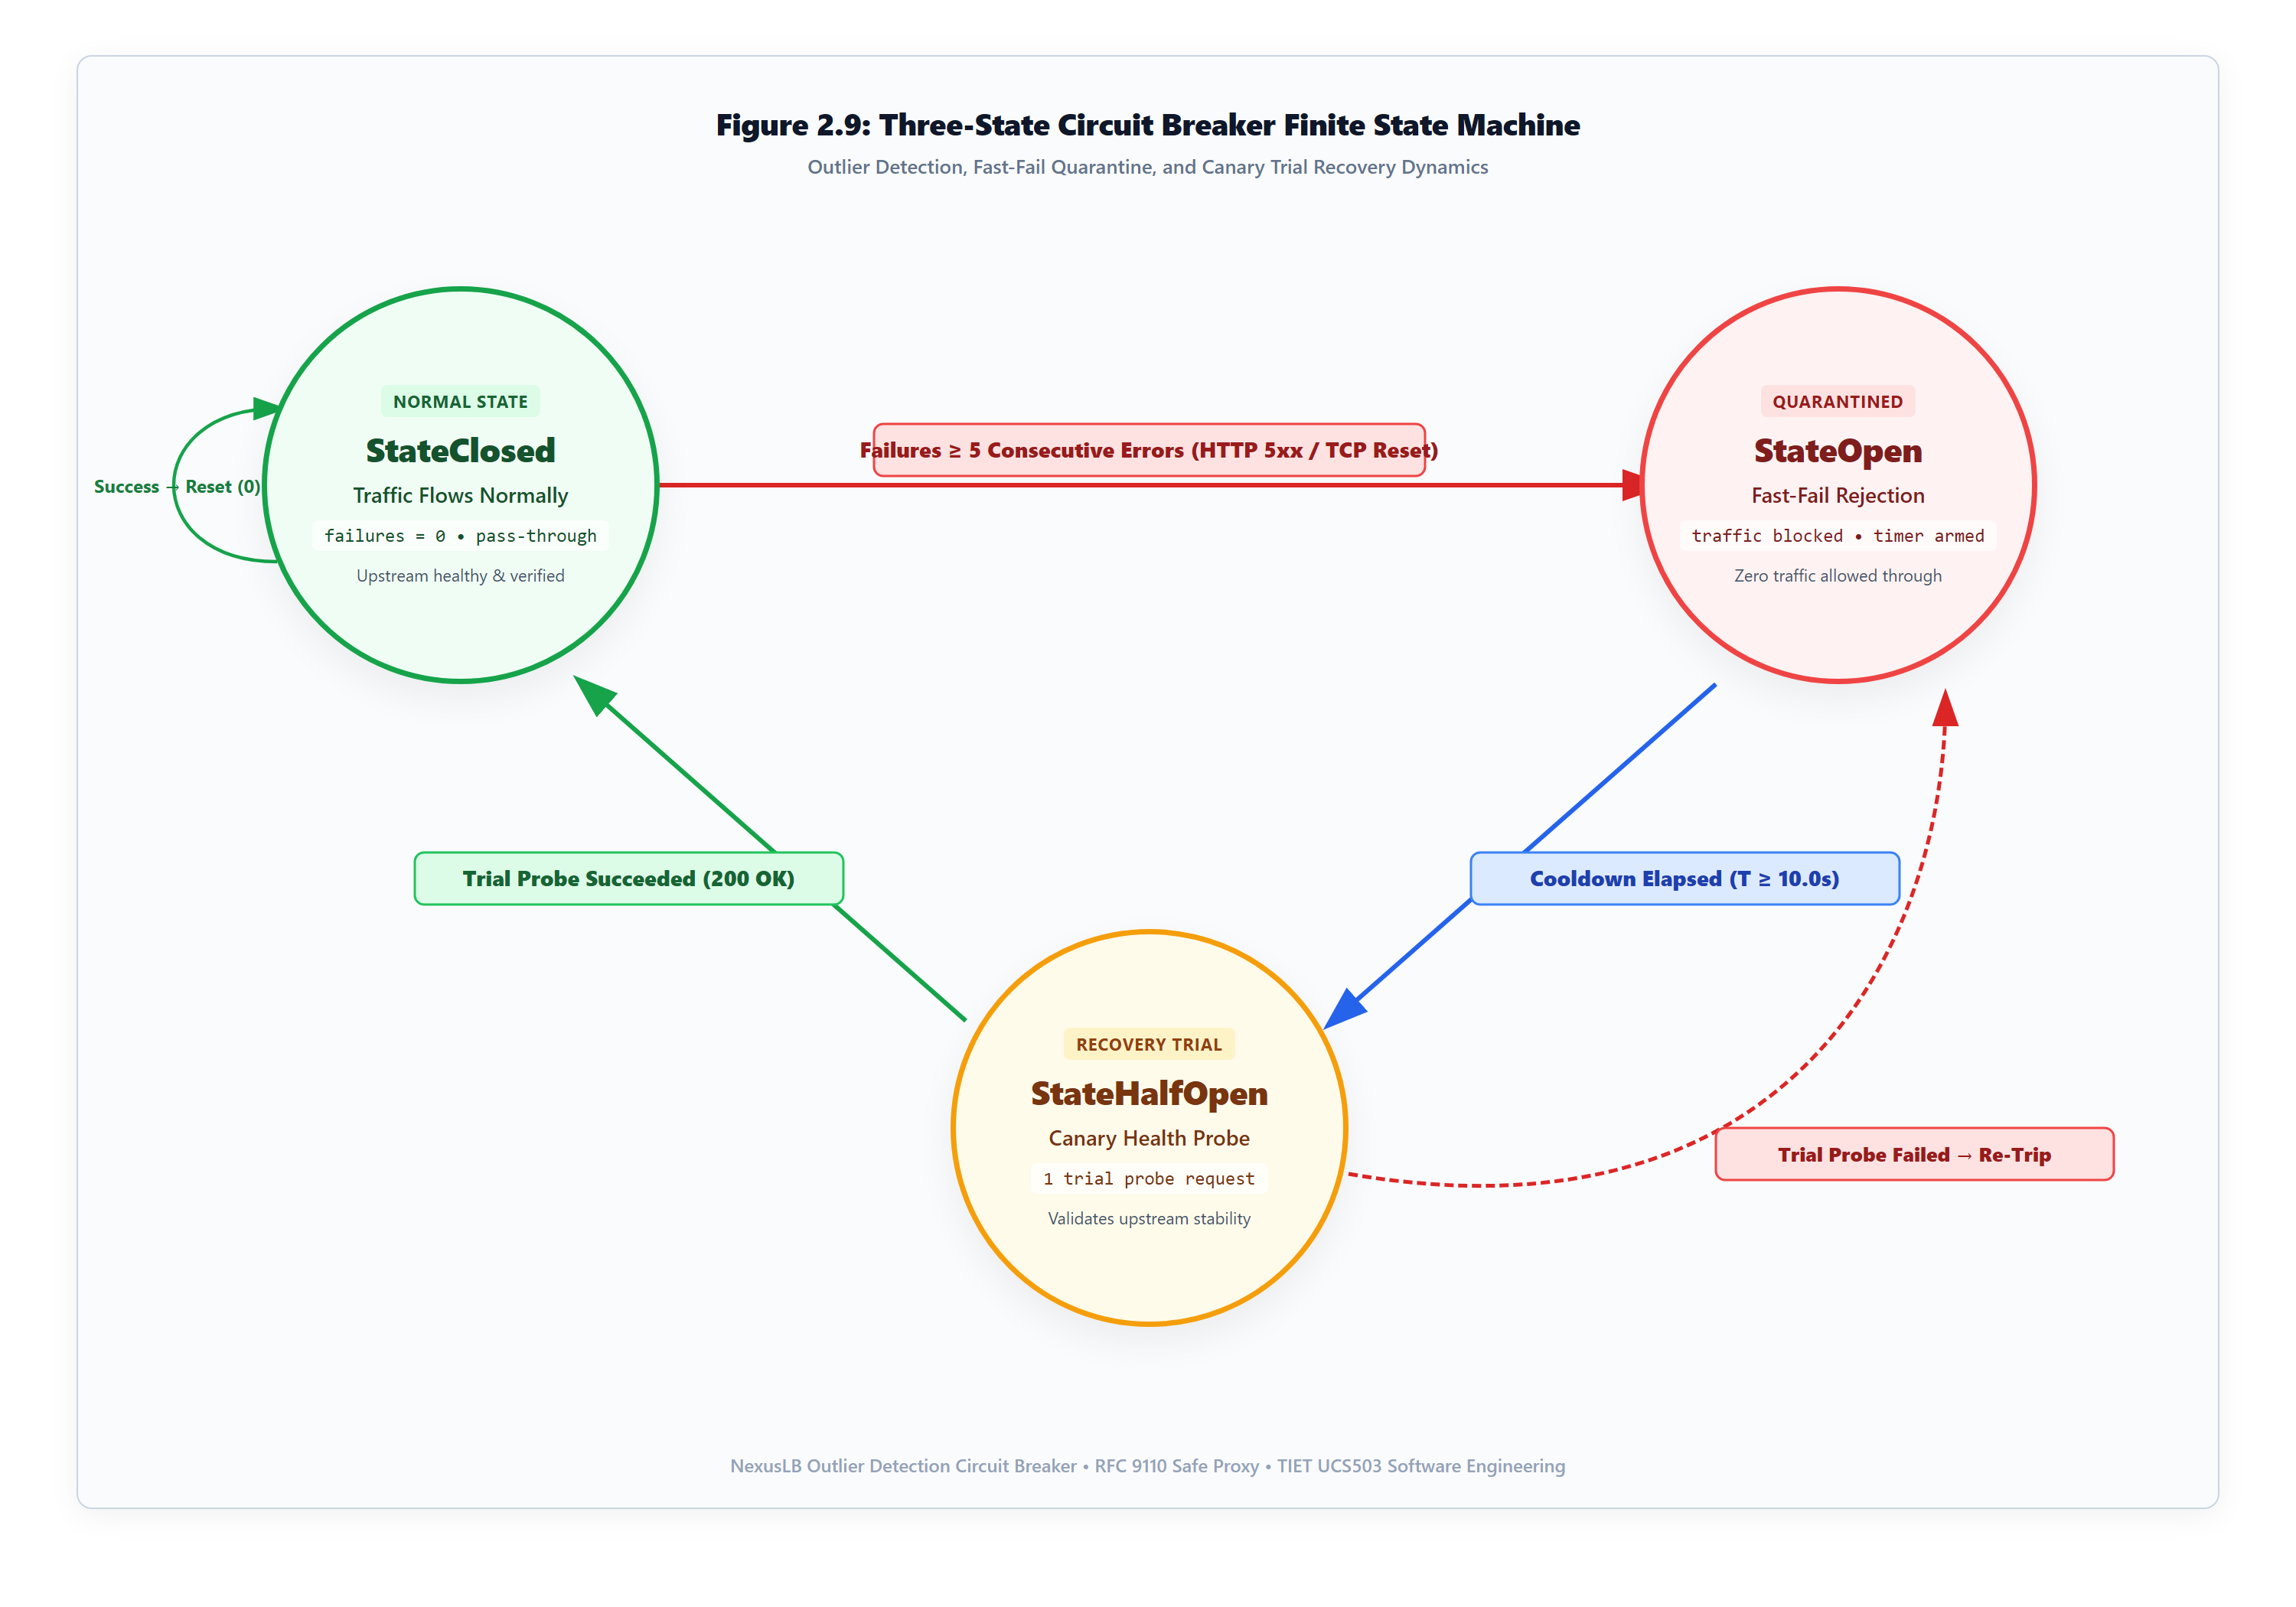 Figure 2.9: Three-State Circuit Breaker Finite State Machine
Outlier Detection, Fast-Fail Quarantine, and Canary Trial Recovery Dynamics
NORMAL STATE
StateClosed
Traffic Flows Normally
failures = 0 • pass-through
Upstream healthy & verified
Success → Reset (0)
Failures ≥ 5 Consecutive Errors (HTTP 5xx / TCP Reset)
QUARANTINED
StateOpen
Fast-Fail Rejection
traffic blocked • timer armed
Zero traffic allowed through
Trial Probe Succeeded (200 OK)
Cooldown Elapsed (T ≥ 10.0s)
RECOVERY TRIAL
StateHalfOpen
Canary Health Probe
1 trial probe request
Validates upstream stability
Trial Probe Failed → Re-Trip
NexusLB Outlier Detection Circuit Breaker • RFC 9110 Safe Proxy • TIET UCS503 Software Engineering